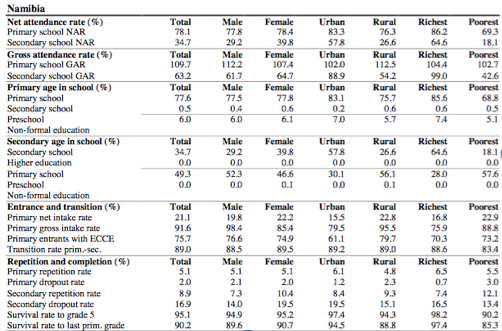 Namibia
Net attendance rate (%) Total Male Female Urban Rural Richest Poorest
Primary school NAR 78.1 77.8 78.4 83.3 76.3 86.2 69.3
Secondary school NAR 34.7 29.2 39.8 57.8 26.6 64.6 18.1
Gross attendance rate (%) Total Male Female Urban Rural Richest Poorest
Primary school GAR 109.7 112.2 107.4 102.0 112.5 104.4 102.7
Secondary school GAR 63.2 61.7 64.7 88.9 54.2 99.0 42.6
Primary age in school (%) Total Male Female Urban Rural Richest Poorest
Primary school 77.6 77.5 77.8 83.1 75.7 85.6 68.8
Secondary school 0.5 0.4 0.6 0.2 0.6 0.6 0.5
Preschool 6.0 6.0 6.1 7.0 5.7 7.4 5.1
Non-formal education
Secondary age in school (%) Total Male Female Urban Rural Richest Poorest
Secondary school 34.7 29.2 39.8 57.8 26.6 64.6 18.1
Higher education 0.0 0.0 0.0 0.0 0.0 0.0 0.0
Primary school 49.3 52.3 46.6 30.1 56.1 28.0 57.6
Preschool 0.0 0.0 0.1 0.0 0.1 0.0 0.0
Non-formal education
Entrance and transition (%) Total Male Female Urban Rural Richest Poorest
Primary net intake rate 21.1 19.8 22.2 15.5 22.8 16.8 22.9
Primary gross intake rate 91.6 98.4 85.4 79.5 95.5 75.9 88.8
Primary entrants with ECCE 75.7 76.6 74.9 61.1 79.7 70.3 73.2
Transition rate prim.-sec. 89.0 88.5 89.5 89.2 89.0 88.6 83.4
Repetition and completion (%) Total Male Female Urban Rural Richest Poorest
Primary repetition rate 5.1 5.1 5.1 6.1 4.8 6.5 5.5
Primary dropout rate 2.0 2.1 2.0 1.2 2.3 0.7 3.0
Secondary repetition rate 8.9 7.3 10.4 8.4 9.3 7.4 12.1
Secondary dropout rate 16.9 14.0 19.5 19.5 15.1 16.5 13.4
Survival rate to grade 5 95.1 94.9 95.2 97.4 94.3 98.2 90.2
Survival rate to last prim. grade 90.2 89.6 90.7 94.5 88.8 97.4 85.5